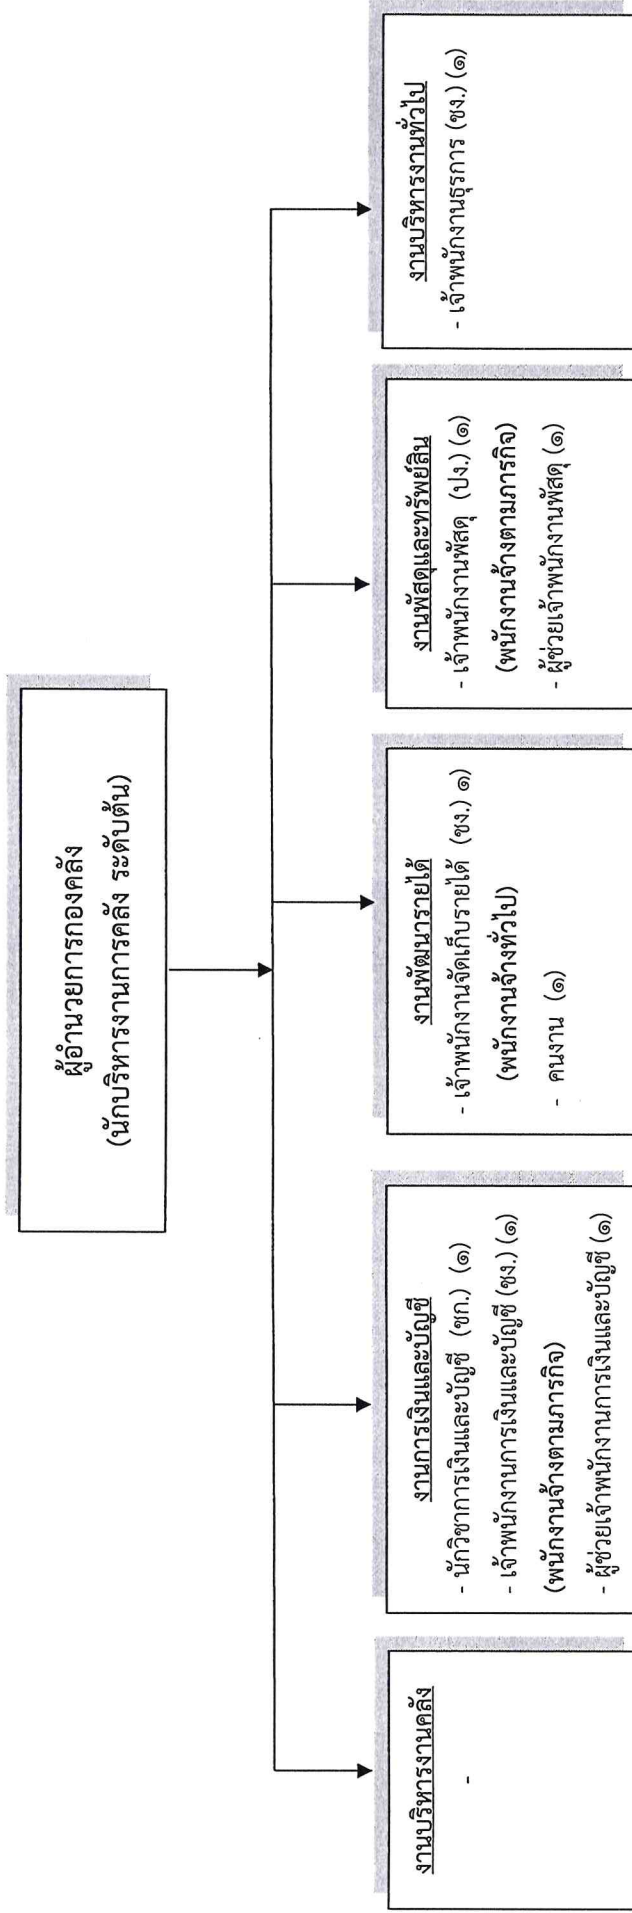 ผู้อำนวยการกองคลัง
(นักบริหารงานการคลัง ระดับต้น)
งานบริหารงานคลัง
-
งานการเงินและบัญชี
- นักวิชาการเงินและบัญชี (ชก.) (๑)
- เจ้าพนักงานการเงินและบัญชี (ชง.) (๑)
(พนักงานจ้างตามภารกิจ)
- ผู้ช่วยเจ้าพนักงานการเงินและบัญชี (๑)
งานพัฒนารายได้
- เจ้าพนักงานจัดเก็บรายได้ (ชง.) ๑)
(พนักงานจ้างทั่วไป)
- คนงาน (๑)
งานพัสดุและทรัพย์สิน
- เจ้าพนักงานพัสดุ (ปง.) (๑)
(พนักงานจ้างตามภารกิจ)
- ผู้ช่วยเจ้าพนักงานพัสดุ (๑)
งานบริหารงานทั่วไป
- เจ้าพนักงานธุรการ (ชง.) (๑)